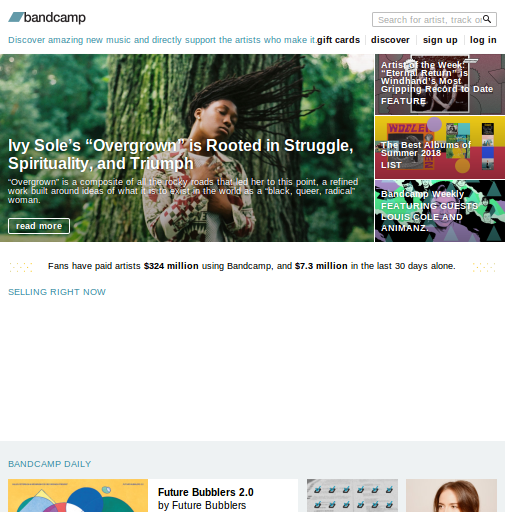 bandcamp
Search for artist, track or
Discover amazing new music and directly support the artists who make it.
gift cards
discover
sign up
log in
Ivy Sole's “Overgrown” is Rooted in Struggle,
Spirituality, and Triumph
“Overgrown” is a composite of all the rocky roads that led her to this point, a refined
work built around ideas of what it is to exist in the world as a “black, queer, radical”
woman.
read more
Artist of the Week:
“Eternal Return” is
Windhand's Most
Gripping Record to Date
FEATURE
The Best Albums of
Summer 2018
LIST
Bandcamp Weekly
FEATURING GUESTS
LOUIS COLE AND
ANIMANZ.
Fans have paid artists $324 million using Bandcamp, and $7.3 million in the last 30 days alone.
SELLING RIGHT NOW
BANDCAMP DAILY
Future Bubblers 2.0
by Future Bubblers